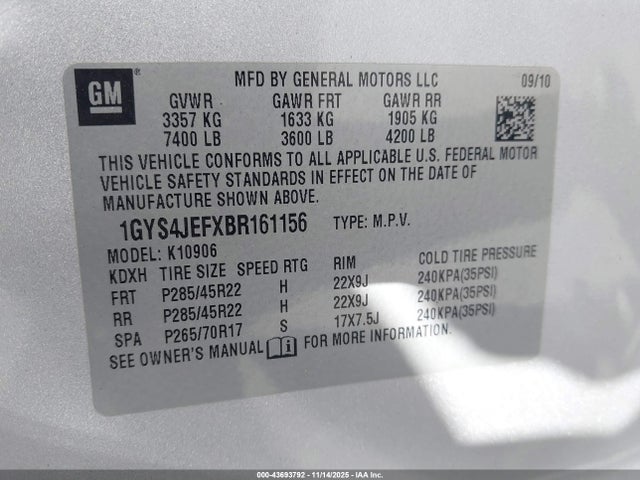 GM ® MFD BY GENERAL MOTORS LLC 09/10
GVWR GAWR FRT GAWR RR
3357 KG 1633 KG 1905 KG
7400 LB 3600 LB 4200 LB
THIS VEHICLE CONFORMS TO ALL APPLICABLE U.S. FEDERAL MOTOR
VEHICLE SAFETY STANDARDS IN EFFECT ON THE DATE OF
MANUFACTURE SHOWN ABOVE.
1GYS4JEFXBR161156 TYPE: M.P.V.
MODEL: K10906
KDXH TIRE SIZE SPEED RTG RIM COLD TIRE PRESSURE
FRT P285/45R22 H 22X9J 240KPA(35PSI)
RR P285/45R22 H 22X9J 240KPA(35PSI)
SPA P265/70R17 S 17X7.5J 240KPA(35PSI)
SEE OWNER'S MANUAL i FOR MORE INFORMATION.
000-43693792 - 11/14/2025 - IAAI.COM